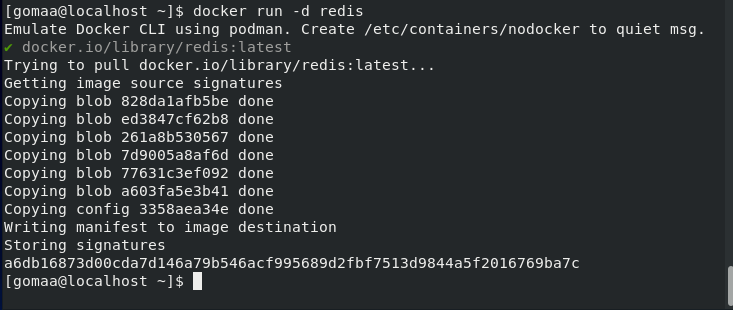 [gomaa@localhost ~]$ docker run -d redis
Emulate Docker CLI using podman. Create /etc/containers/nodocker to quiet msg.
✔ docker.io/library/redis:latest
Trying to pull docker.io/library/redis:latest...
Getting image source signatures
Copying blob 828da1afb5be done
Copying blob ed3847cf62b8 done
Copying blob 261a8b530567 done
Copying blob 7d9005a8af6d done
Copying blob 77631c3ef092 done
Copying blob a603fa5e3b41 done
Copying config 3358aea34e done
Writing manifest to image destination
Storing signatures
a6db16873d00cda7d146a79b546acf995689d2fbf7513d9844a5f2016769ba7c
[gomaa@localhost ~]$